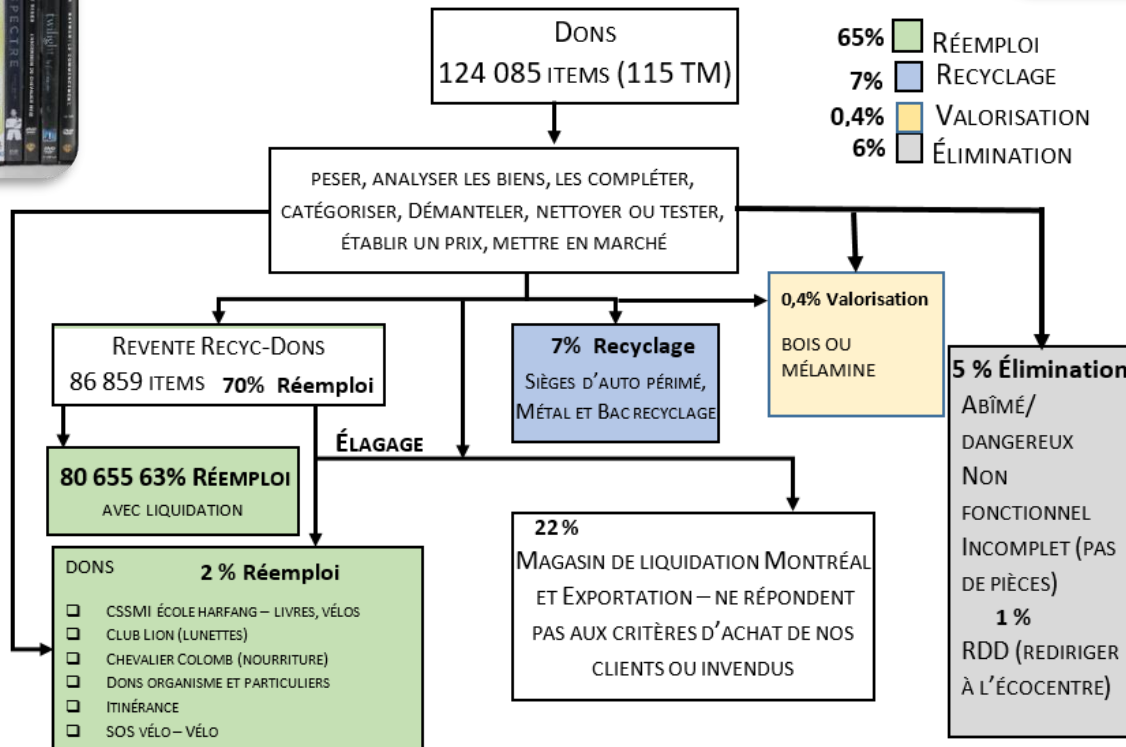 SPECTRE
twilight
DONS
124 085 ITEMS (115 TM)
65% RÉEMPLOI
7% RECYCLAGE
0,4% VALORISATION
6% ÉLIMINATION
PESER, ANALYSER LES BIENS, LES COMPLÉTER,
CATÉGORISER, DÉMANTELER, NETTOYER OU TESTER,
ÉTABLIR UN PRIX, METTRE EN MARCHÉ
REVENTE RECYC-DONS
86 859 ITEMS 70% Réemploi
7% Recyclage
SIÈGES D'AUTO PÉRIMÉ,
MÉTAL ET BAC RECYCLAGE
0,4% Valorisation
BOIS OU
MÉLAMINE
5 % Élimination
ABÎMÉ/
DANGEREUX
NON
FONCTIONNEL
INCOMPLET (PAS
DE PIÈCES)
1 %
RDD (REDIRIGER
À L'ÉCOCENTRE)
ÉLAGAGE
80 655 63% RÉEMPLOI
AVEC LIQUIDATION
DONS 2 % Réemploi
CSSMI ÉCOLE HARFANG – LIVRES, VÉLOS
CLUB LION (LUNETTES)
CHEVALIER COLOMB (NOURRITURE)
DONS ORGANISME ET PARTICULIERS
ITINÉRANCE
SOS VÉLO – VÉLO
22 %
MAGASIN DE LIQUIDATION MONTRÉAL
ET EXPORTATION – NE RÉPONDENT
PAS AUX CRITÈRES D'ACHAT DE NOS
CLIENTS OU INVENDUS